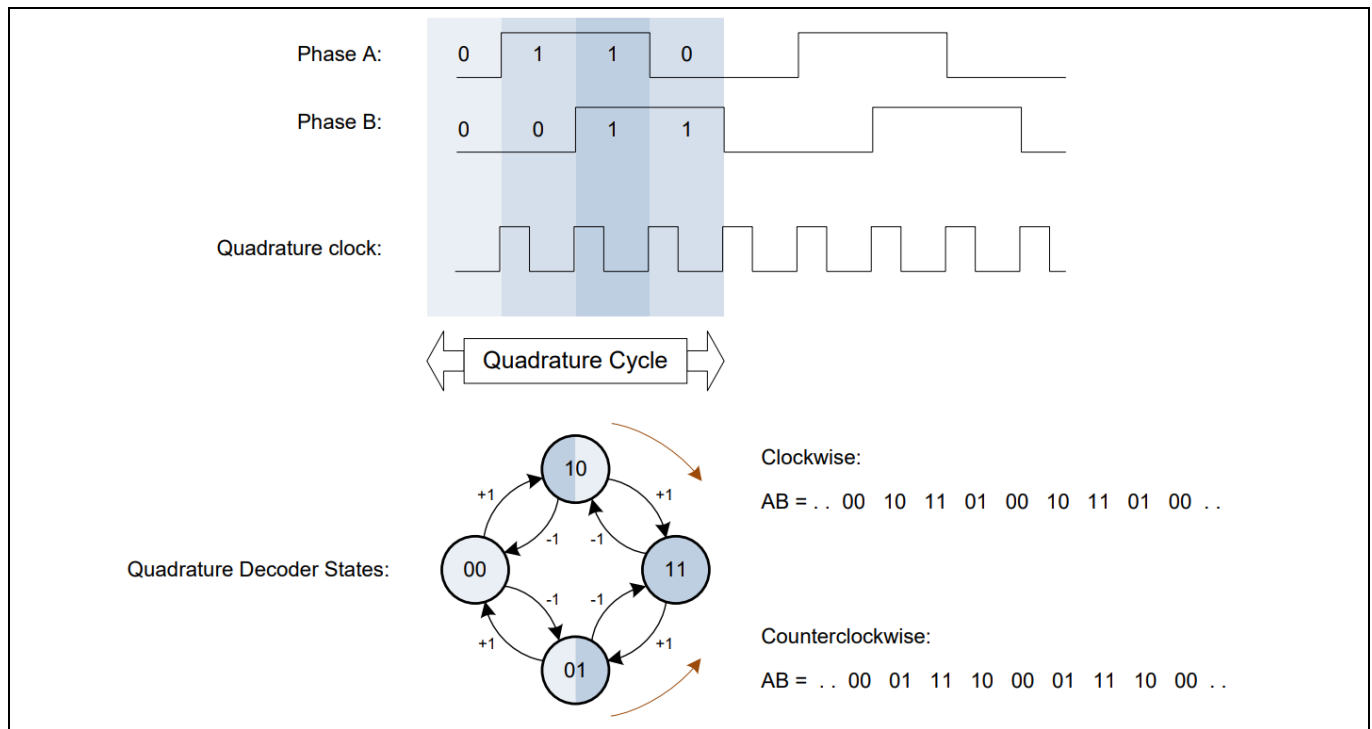 Phase A: 0 1 1 0
Phase B: 0 0 1 1
Quadrature clock:
Quadrature Cycle
Quadrature Decoder States:
10
+1 +1
-1 -1
00 11
-1 -1
+1 +1
01
Clockwise:
AB = . . 00 10 11 01 00 10 11 01 00 . .
Counterclockwise:
AB = . . 00 01 11 10 00 01 11 10 00 . .